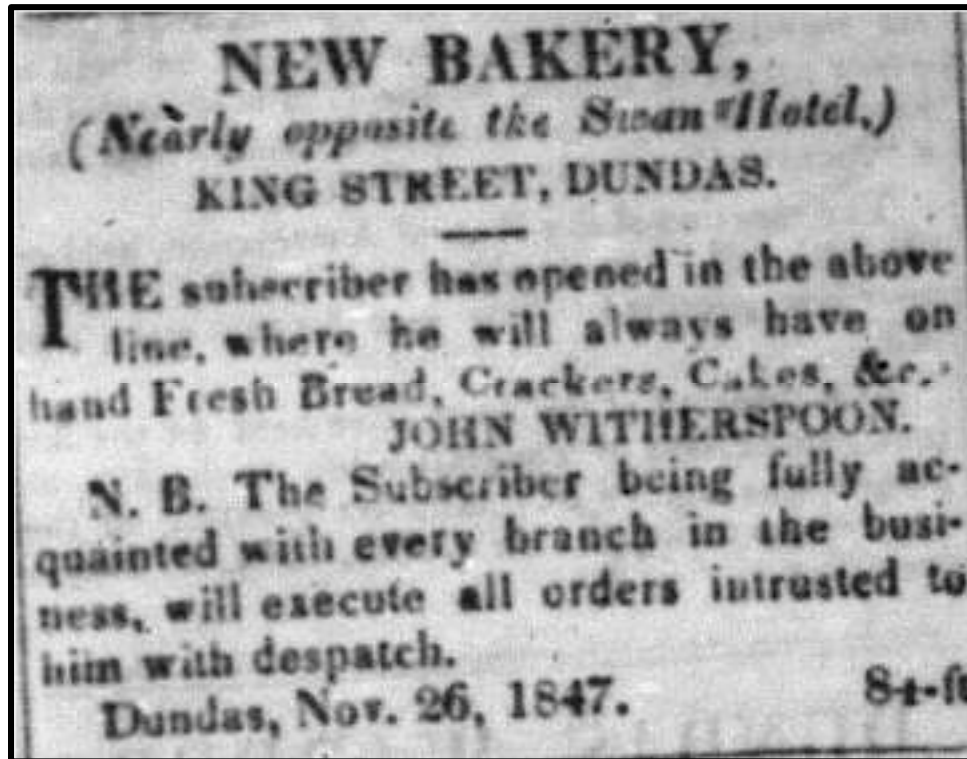 NEW BAKERY,
(Nearly opposite the Swan Hotel,)
KING STREET, DUNDAS.
THE subscriber has opened in the above
line, where he will always have on
hand Fresh Bread, Crackers, Cakes, &c.
JOHN WITHERSPOON.
N. B. The Subscriber being fully ac-
quainted with every branch in the busi-
ness, will execute all orders intrusted to
him with despatch.
Dundas, Nov. 26, 1847.